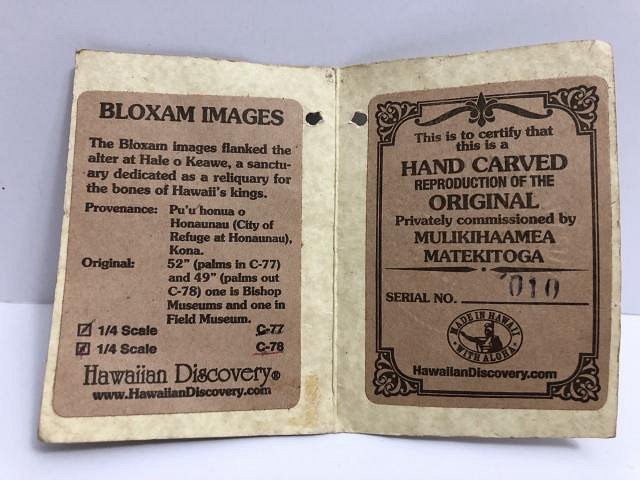 BLOXAM IMAGES
The Bloxam images flanked the
alter at Hale o Keawe, a sanctu-
ary dedicated as a reliquary for
the bones of Hawaii's kings.
Provenance: Pu'u honua o
Honaunau (City of
Refuge at Honaunau),
Kona.
Original: 52" (palms in C-77)
and 49" (palms out
C-78) one is Bishop
Museums and one in
Field Museum.
1/4 Scale C-77
1/4 Scale C-78
Hawaiian Discovery®
www.HawaiianDiscovery.com
This is to certify that
this is a
HAND CARVED
REPRODUCTION OF THE
ORIGINAL
Privately commissioned by
MULIKIHAAMEA
MATEKITOGA
SERIAL NO. 010
MADE IN HAWAII
WITH ALOHA
HawaiianDiscovery.com